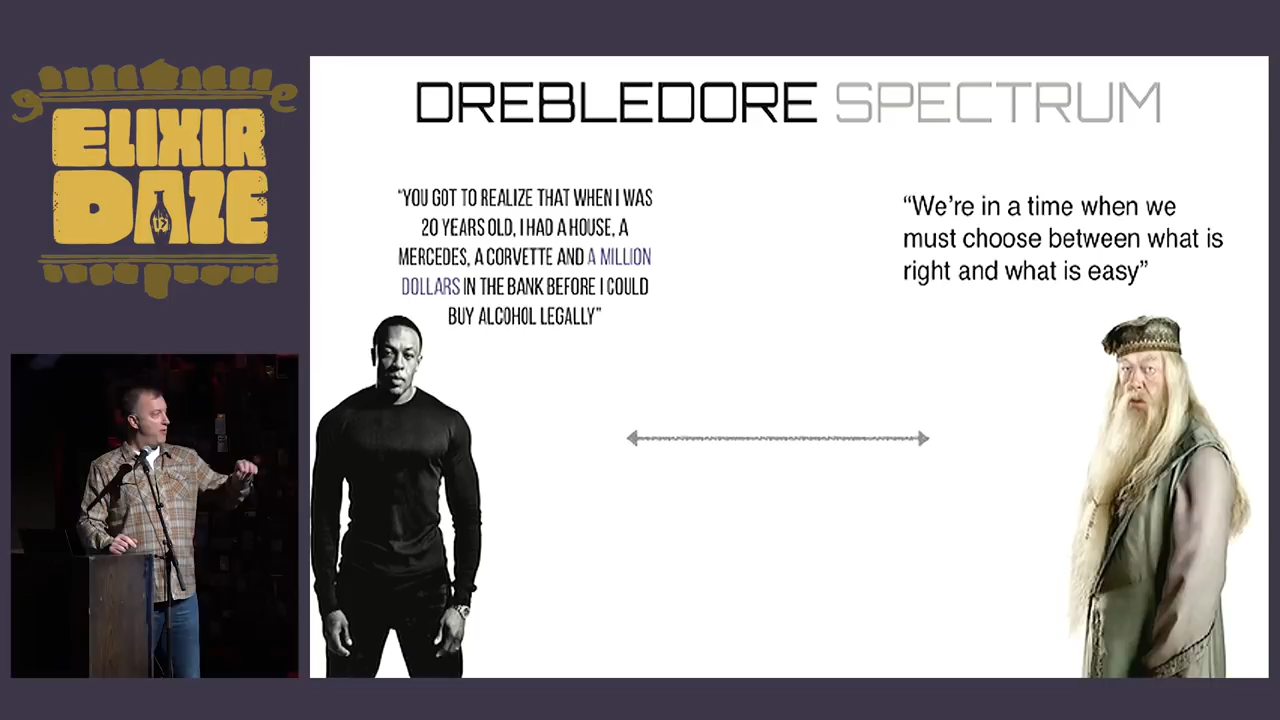 ELIXIR
DAZE
DREBLEDORE SPECTRUM
“YOU GOT TO REALIZE THAT WHEN I WAS
20 YEARS OLD, I HAD A HOUSE, A
MERCEDES, A CORVETTE AND A MILLION
DOLLARS IN THE BANK BEFORE I COULD
BUY ALCOHOL LEGALLY”
“We’re in a time when we
must choose between what is
right and what is easy”